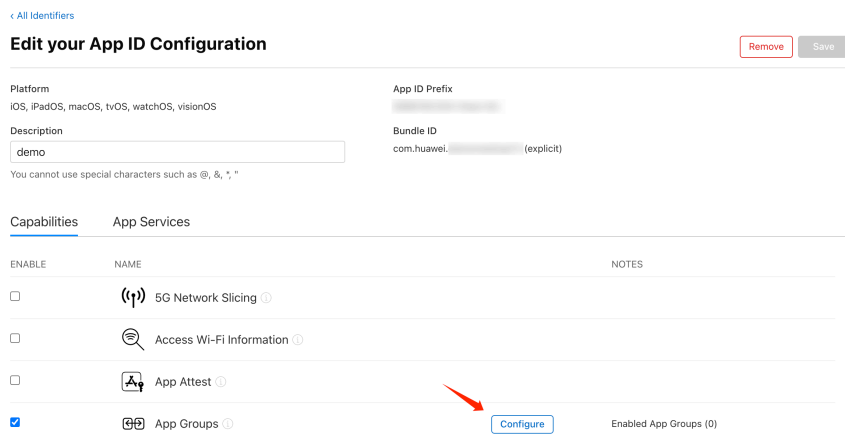 ‹ All Identifiers
Edit your App ID Configuration
Remove
Save
Platform
App ID Prefix
iOS, iPadOS, macOS, tvOS, watchOS, visionOS
Description
Bundle ID
demo
com.huawei. (explicit)
You cannot use special characters such as @, &, *, "
Capabilities
App Services
ENABLE
NAME
NOTES
5G Network Slicing
Access Wi-Fi Information
App Attest
App Groups
Configure
Enabled App Groups (0)